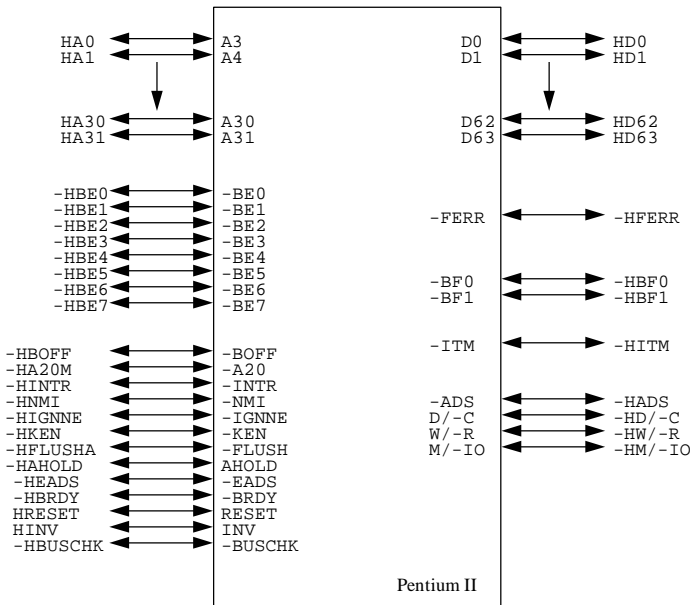 HA0 A3 D0 HD0
HA1 A4 D1 HD1
HA30 A30 D62 HD62
HA31 A31 D63 HD63
-HBE0 -BE0
-HBE1 -BE1
-HBE2 -BE2 -FERR -HFERR
-HBE3 -BE3
-HBE4 -BE4
-HBE5 -BE5
-HBE6 -BE6 -BF0 -HBF0
-HBE7 -BE7 -BF1 -HBF1
-HBOFF -BOFF -ITM -HITM
-HA20M -A20
-HINTR -INTR
-HNMI -NMI -ADS -HADS
-HIGNNE -IGNNE D/-C -HD/-C
-HKEN -KEN W/-R -HW/-R
-HFLUSHA -FLUSH M/-IO -HM/-IO
-HAHOLD AHOLD
-HEADS -EADS
-HBRDY -BRDY
HRESET RESET
HINV INV
-HBUSCHK -BUSCHK
Pentium II